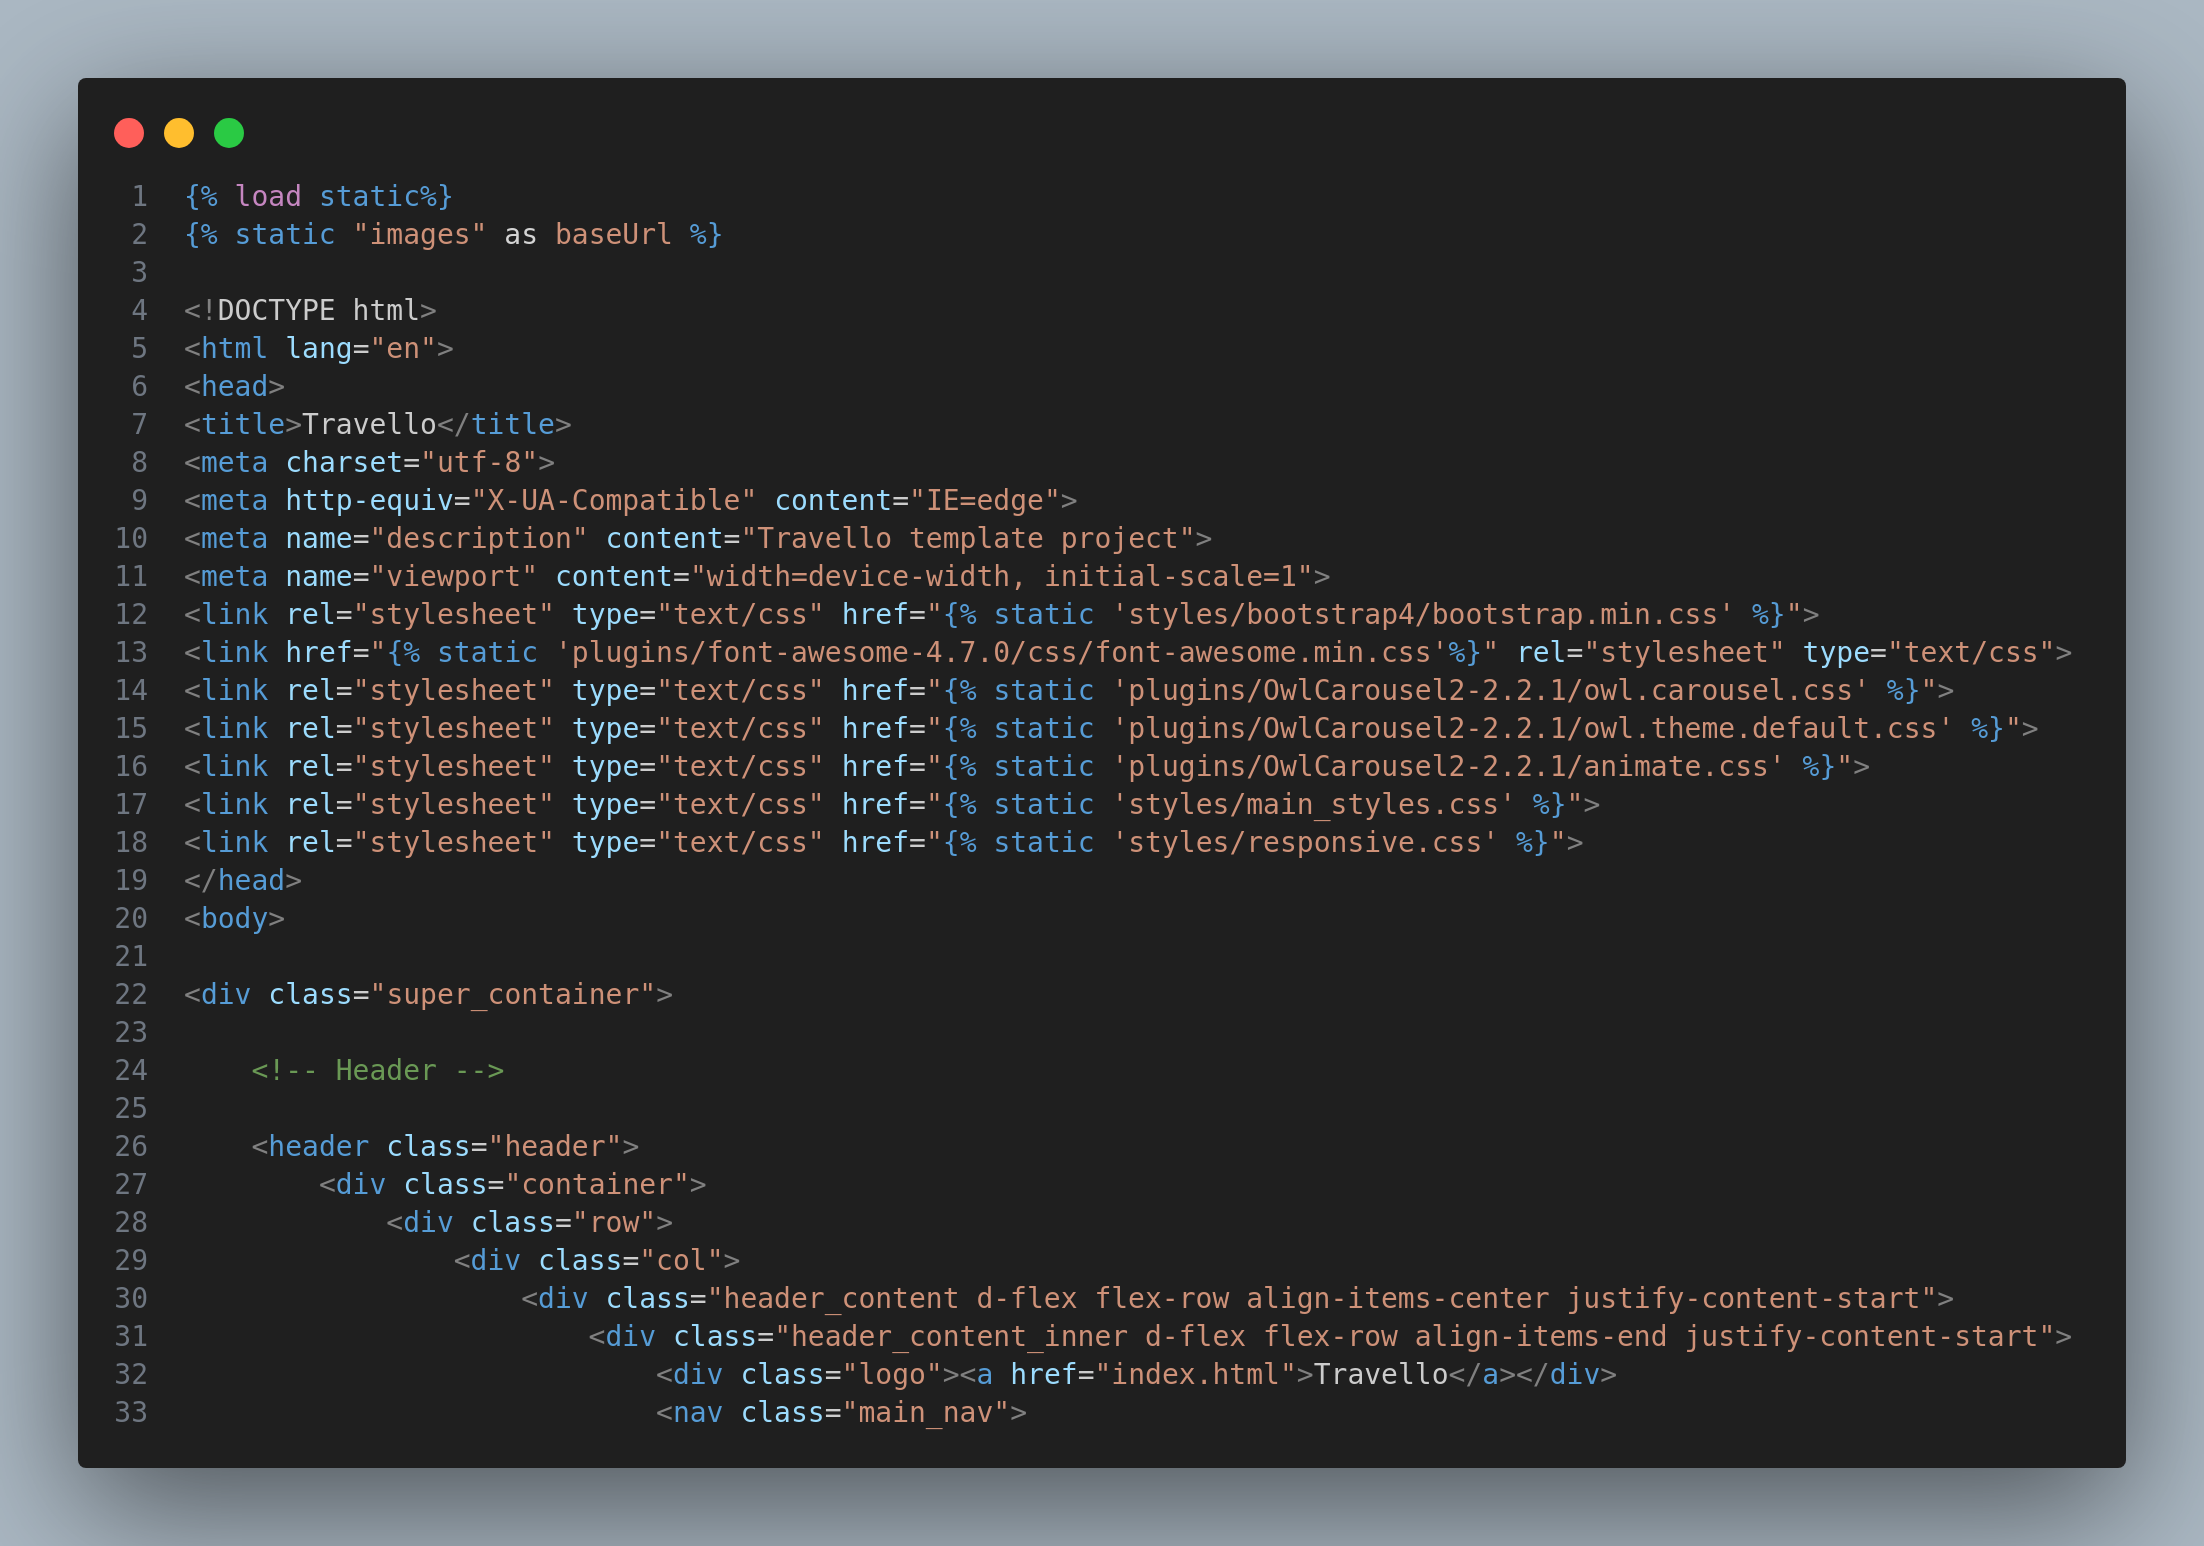 1 {% load static%}
2 {% static "images" as baseUrl %}
3
4 <!DOCTYPE html>
5 <html lang="en">
6 <head>
7 <title>Travello</title>
8 <meta charset="utf-8">
9 <meta http-equiv="X-UA-Compatible" content="IE=edge">
10 <meta name="description" content="Travello template project">
11 <meta name="viewport" content="width=device-width, initial-scale=1">
12 <link rel="stylesheet" type="text/css" href="{% static 'styles/bootstrap4/bootstrap.min.css' %}">
13 <link href="{% static 'plugins/font-awesome-4.7.0/css/font-awesome.min.css'%}" rel="stylesheet" type="text/css">
14 <link rel="stylesheet" type="text/css" href="{% static 'plugins/OwlCarousel2-2.2.1/owl.carousel.css' %}">
15 <link rel="stylesheet" type="text/css" href="{% static 'plugins/OwlCarousel2-2.2.1/owl.theme.default.css' %}">
16 <link rel="stylesheet" type="text/css" href="{% static 'plugins/OwlCarousel2-2.2.1/animate.css' %}">
17 <link rel="stylesheet" type="text/css" href="{% static 'styles/main_styles.css' %}">
18 <link rel="stylesheet" type="text/css" href="{% static 'styles/responsive.css' %}">
19 </head>
20 <body>
21
22 <div class="super_container">
23
24     <!-- Header -->
25
26     <header class="header">
27         <div class="container">
28             <div class="row">
29                 <div class="col">
30                     <div class="header_content d-flex flex-row align-items-center justify-content-start">
31                         <div class="header_content_inner d-flex flex-row align-items-end justify-content-start">
32                             <div class="logo"><a href="index.html">Travello</a></div>
33                             <nav class="main_nav">